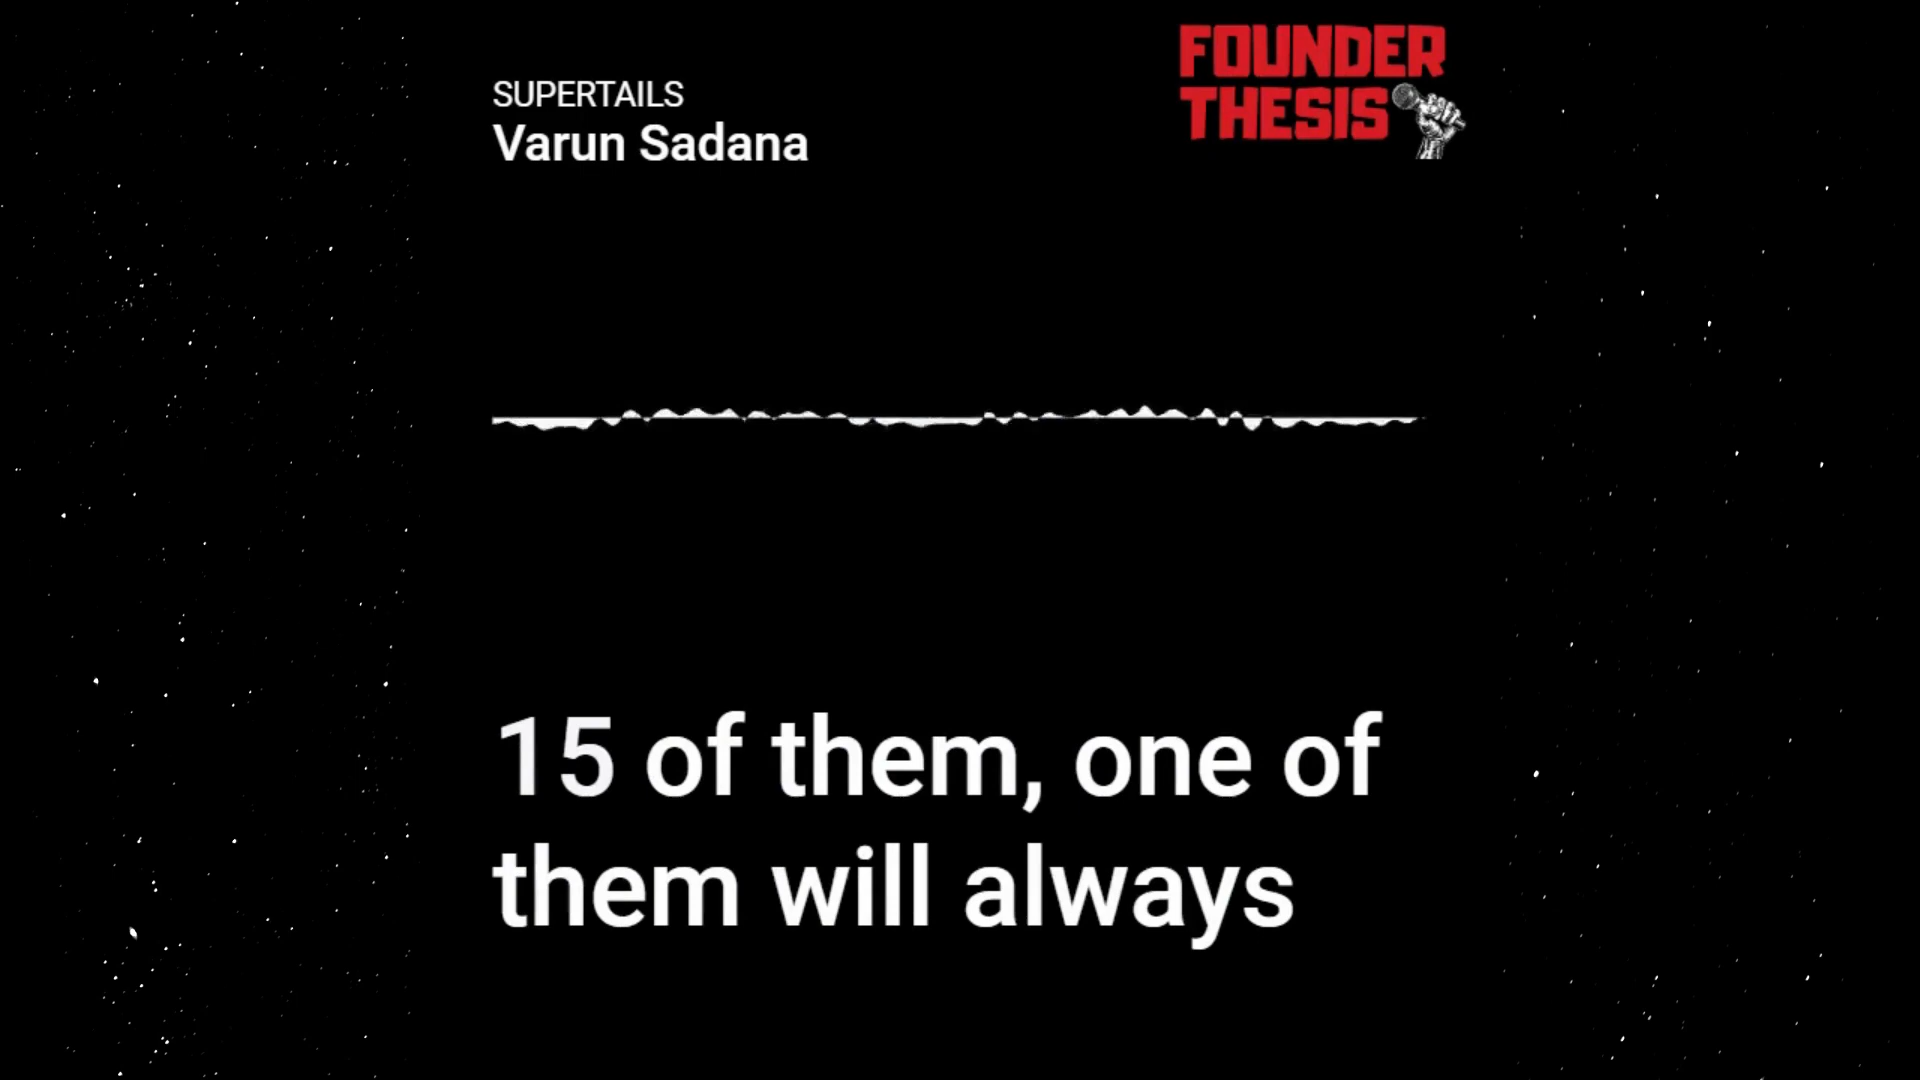 SUPERTAILS
Varun Sadana
FOUNDER
THESIS
15 of them, one of
them will always